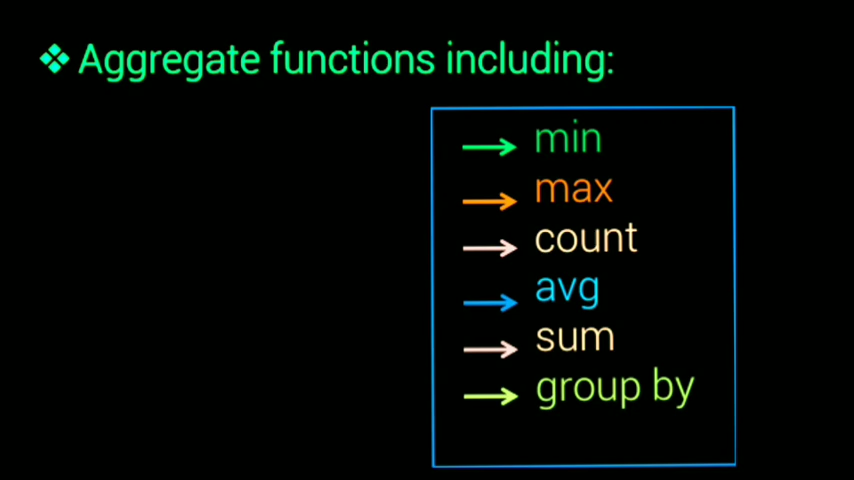 Aggregate functions including:
min
max
count
avg
sum
group by